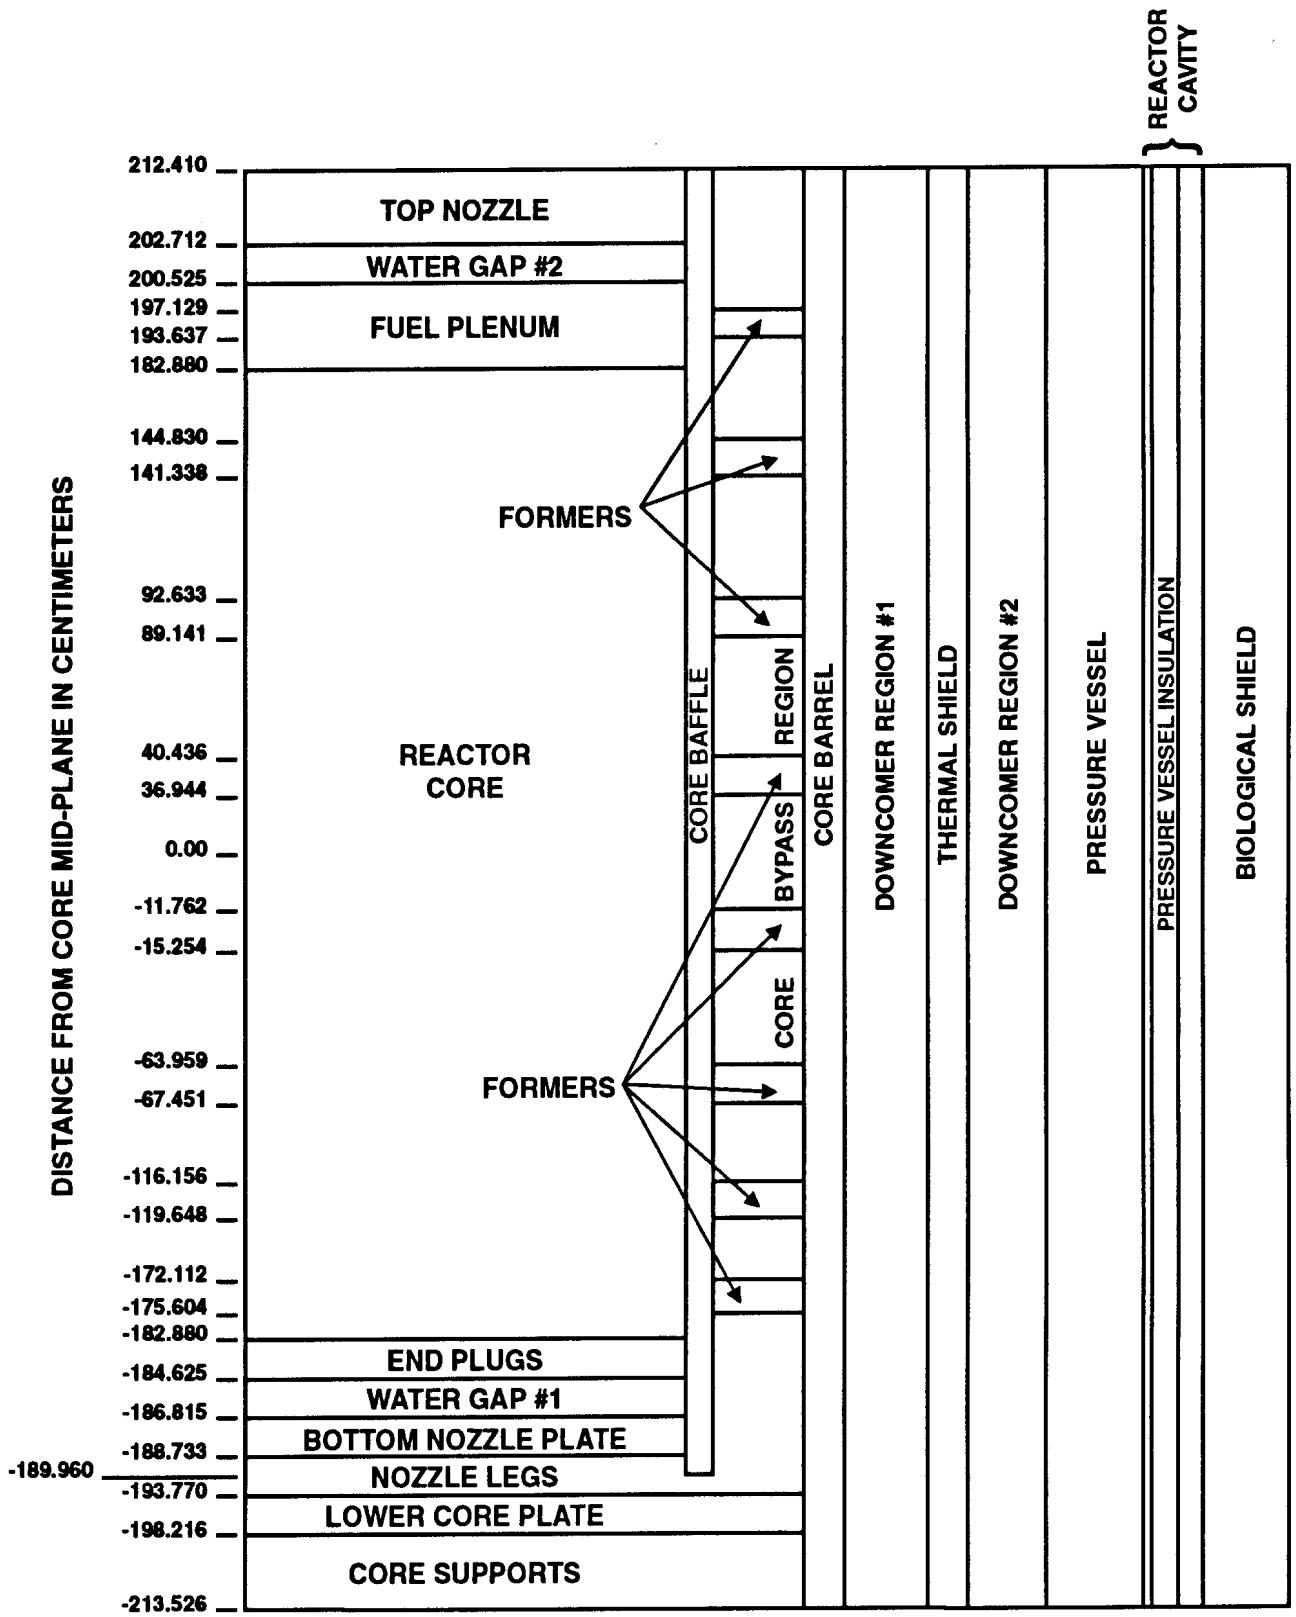 REACTOR
CAVITY
212.410
TOP NOZZLE
202.712
WATER GAP #2
200.525
197.129
FUEL PLENUM
193.637
182.880
144.830
141.338
FORMERS
92.633
89.141
40.436
REACTOR
CORE
36.944
0.00
-11.762
-15.254
-63.959
FORMERS
-67.451
-116.156
-119.648
-172.112
-175.604
-182.880
END PLUGS
-184.625
WATER GAP #1
-186.815
BOTTOM NOZZLE PLATE
-188.733
-189.960
NOZZLE LEGS
-193.770
LOWER CORE PLATE
-198.216
CORE SUPPORTS
-213.526
DISTANCE FROM CORE MID-PLANE IN CENTIMETERS
CORE BAFFLE
CORE BYPASS REGION
CORE BARREL
DOWNCOMER REGION #1
THERMAL SHIELD
DOWNCOMER REGION #2
PRESSURE VESSEL
PRESSURE VESSEL INSULATION
BIOLOGICAL SHIELD